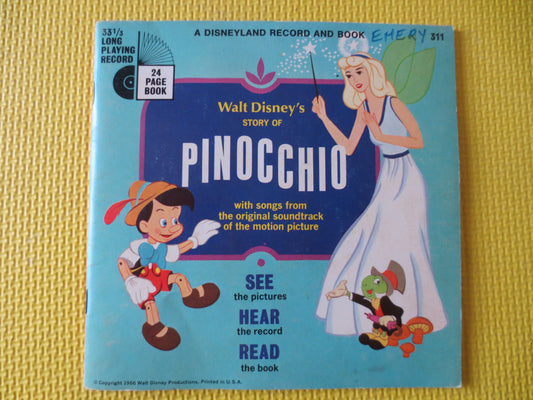 A DISNEYLAND RECORD AND BOOK EMERY 311
33 1/3
LONG
PLAYING
RECORD
24
PAGE
BOOK
Walt Disney's
STORY OF
PINOCCHIO
with songs from
the original soundtrack
of the motion picture
SEE
the pictures
HEAR
the record
READ
the book
© Copyright 1966 Walt Disney Productions, Printed in U.S.A.